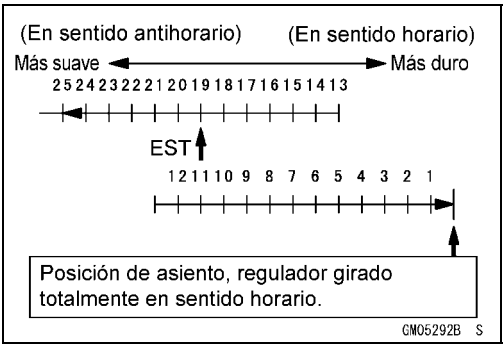 (En sentido antihorario) (En sentido horario)
Más suave Más duro
25 24 23 22 21 20 19 18 17 16 15 14 13
EST
12 11 10 9 8 7 6 5 4 3 2 1
Posición de asiento, regulador girado
totalmente en sentido horario.
GM05292B S